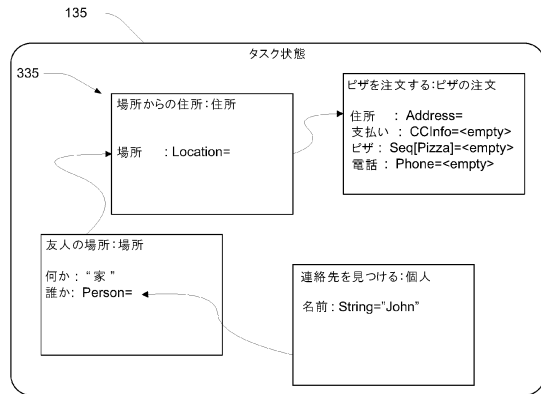 135
タスク状態
335
場所からの住所:住所
場所 : Location=
ピザを注文する:ピザの注文
住所 : Address=
支払い : CCInfo=<empty>
ピザ : Seq[Pizza]=<empty>
電話 : Phone=<empty>
友人の場所:場所
何か : “家”
誰か: Person=
連絡先を見つける:個人
名前 : String=”John”